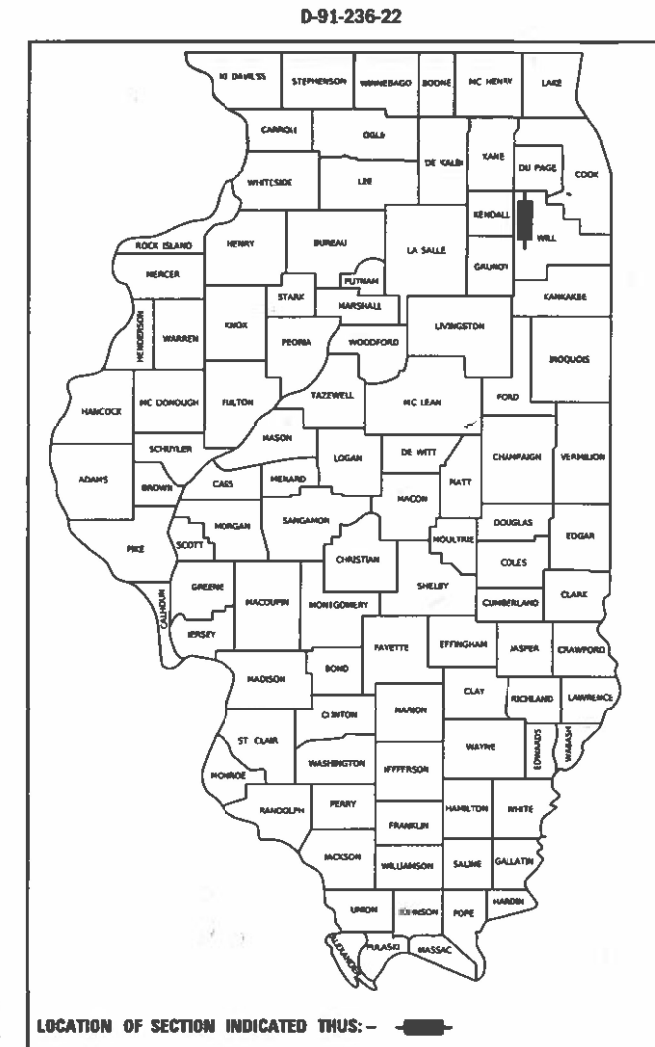 D-91-236-22
JO DAVIESS STEPHENSON WINNEBAGO BOONE MC HENRY LAKE
CARROLL OGLE DE KALB KANE DU PAGE COOK
WHITESIDE LEE
KENDALL WILL
ROCK ISLAND HENRY BUREAU LA SALLE GRUNDY
MERCER PUTNAM
STARK MARSHALL KANKAKEE
HENDERSON WARREN KNOX PEORIA WOODFORD LIVINGSTON IROQUOIS
HANCOCK MC DONOUGH FULTON TAZEWELL MC LEAN FORD
MASON
SCHUYLER LOGAN DE WITT CHAMPAIGN VERMILION
ADAMS BROWN CASS MENARD PIATT
MACON
MORGAN SANGAMON DOUGLAS
PIKE SCOTT MOULTRIE EDGAR
CHRISTIAN COLES
GREENE SHELBY
CALHOUN MACOUPIN MONTGOMERY CUMBERLAND CLARK
JERSEY FAYETTE EFFINGHAM JASPER CRAWFORD
MADISON BOND
CLAY RICHLAND LAWRENCE
CLINTON MARION
ST CLAIR WAYNE EDWARDS WABASH
WASHINGTON JEFFERSON
MONROE
RANDOLPH PERRY HAMILTON WHITE
FRANKLIN
JACKSON WILLIAMSON SALINE GALLATIN
UNION JOHNSON POPE HARDIN
ALEXANDER PULASKI MASSAC
LOCATION OF SECTION INDICATED THUS: -